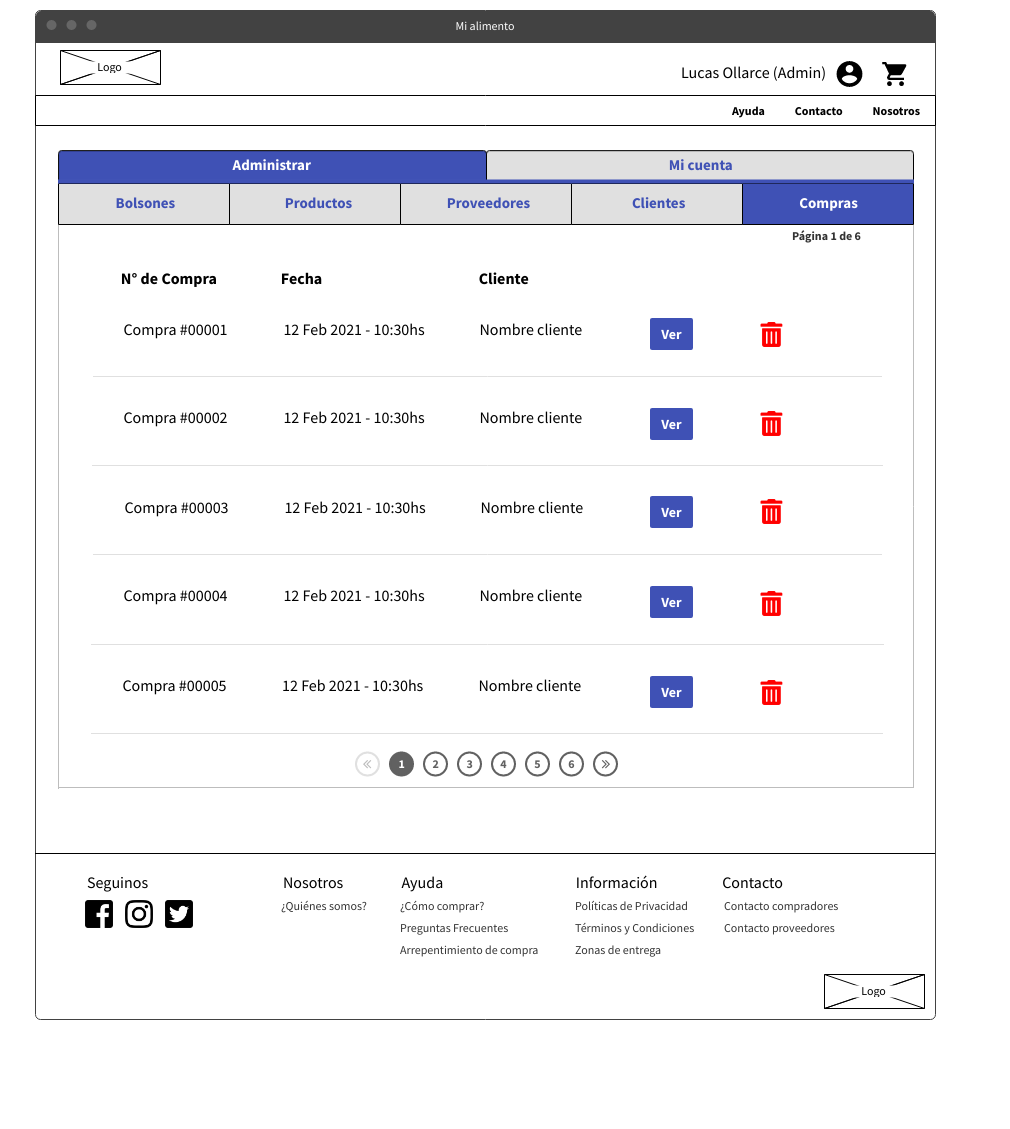 Mi alimento
Logo
Lucas Ollarce (Admin)
Ayuda Contacto Nosotros
Administrar Mi cuenta
Bolsones Productos Proveedores Clientes Compras
Página 1 de 6
N° de Compra Fecha Cliente
Compra #00001 12 Feb 2021 - 10:30hs Nombre cliente Ver
Compra #00002 12 Feb 2021 - 10:30hs Nombre cliente Ver
Compra #00003 12 Feb 2021 - 10:30hs Nombre cliente Ver
Compra #00004 12 Feb 2021 - 10:30hs Nombre cliente Ver
Compra #00005 12 Feb 2021 - 10:30hs Nombre cliente Ver
« 1 2 3 4 5 6 »
Seguinos Nosotros Ayuda Información Contacto
¿Quiénes somos? ¿Cómo comprar? Políticas de Privacidad Contacto compradores
Preguntas Frecuentes Términos y Condiciones Contacto proveedores
Arrepentimiento de compra Zonas de entrega
Logo